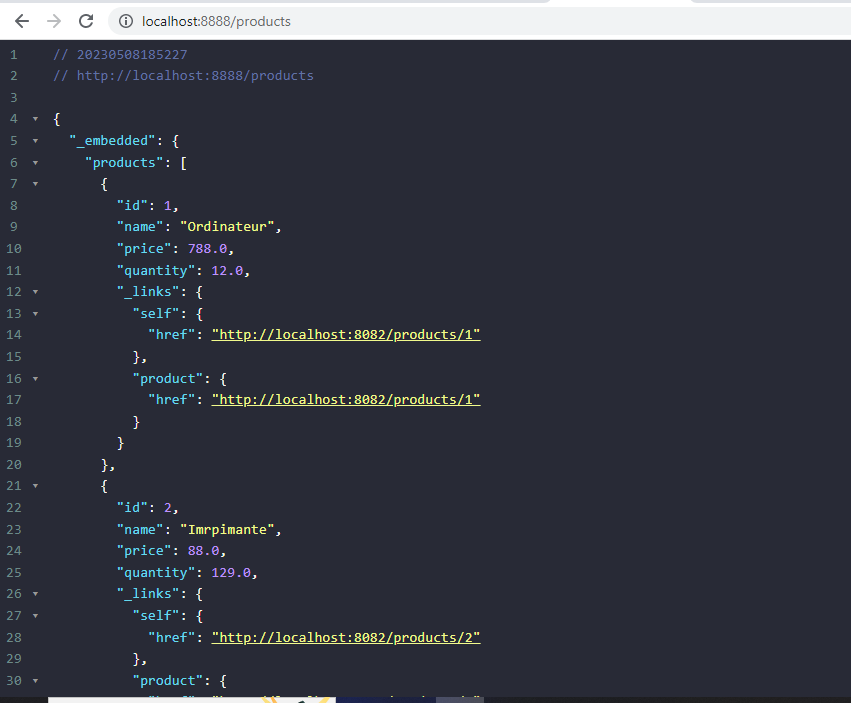 localhost:8888/products
1 // 20230508185227
2 // http://localhost:8888/products
3
4 {
5 "_embedded": {
6 "products": [
7 {
8 "id": 1,
9 "name": "Ordinateur",
10 "price": 788.0,
11 "quantity": 12.0,
12 "_links": {
13 "self": {
14 "href": "http://localhost:8082/products/1"
15 },
16 "product": {
17 "href": "http://localhost:8082/products/1"
18 }
19 }
20 },
21 {
22 "id": 2,
23 "name": "Imrpimante",
24 "price": 88.0,
25 "quantity": 129.0,
26 "_links": {
27 "self": {
28 "href": "http://localhost:8082/products/2"
29 },
30 "product": {